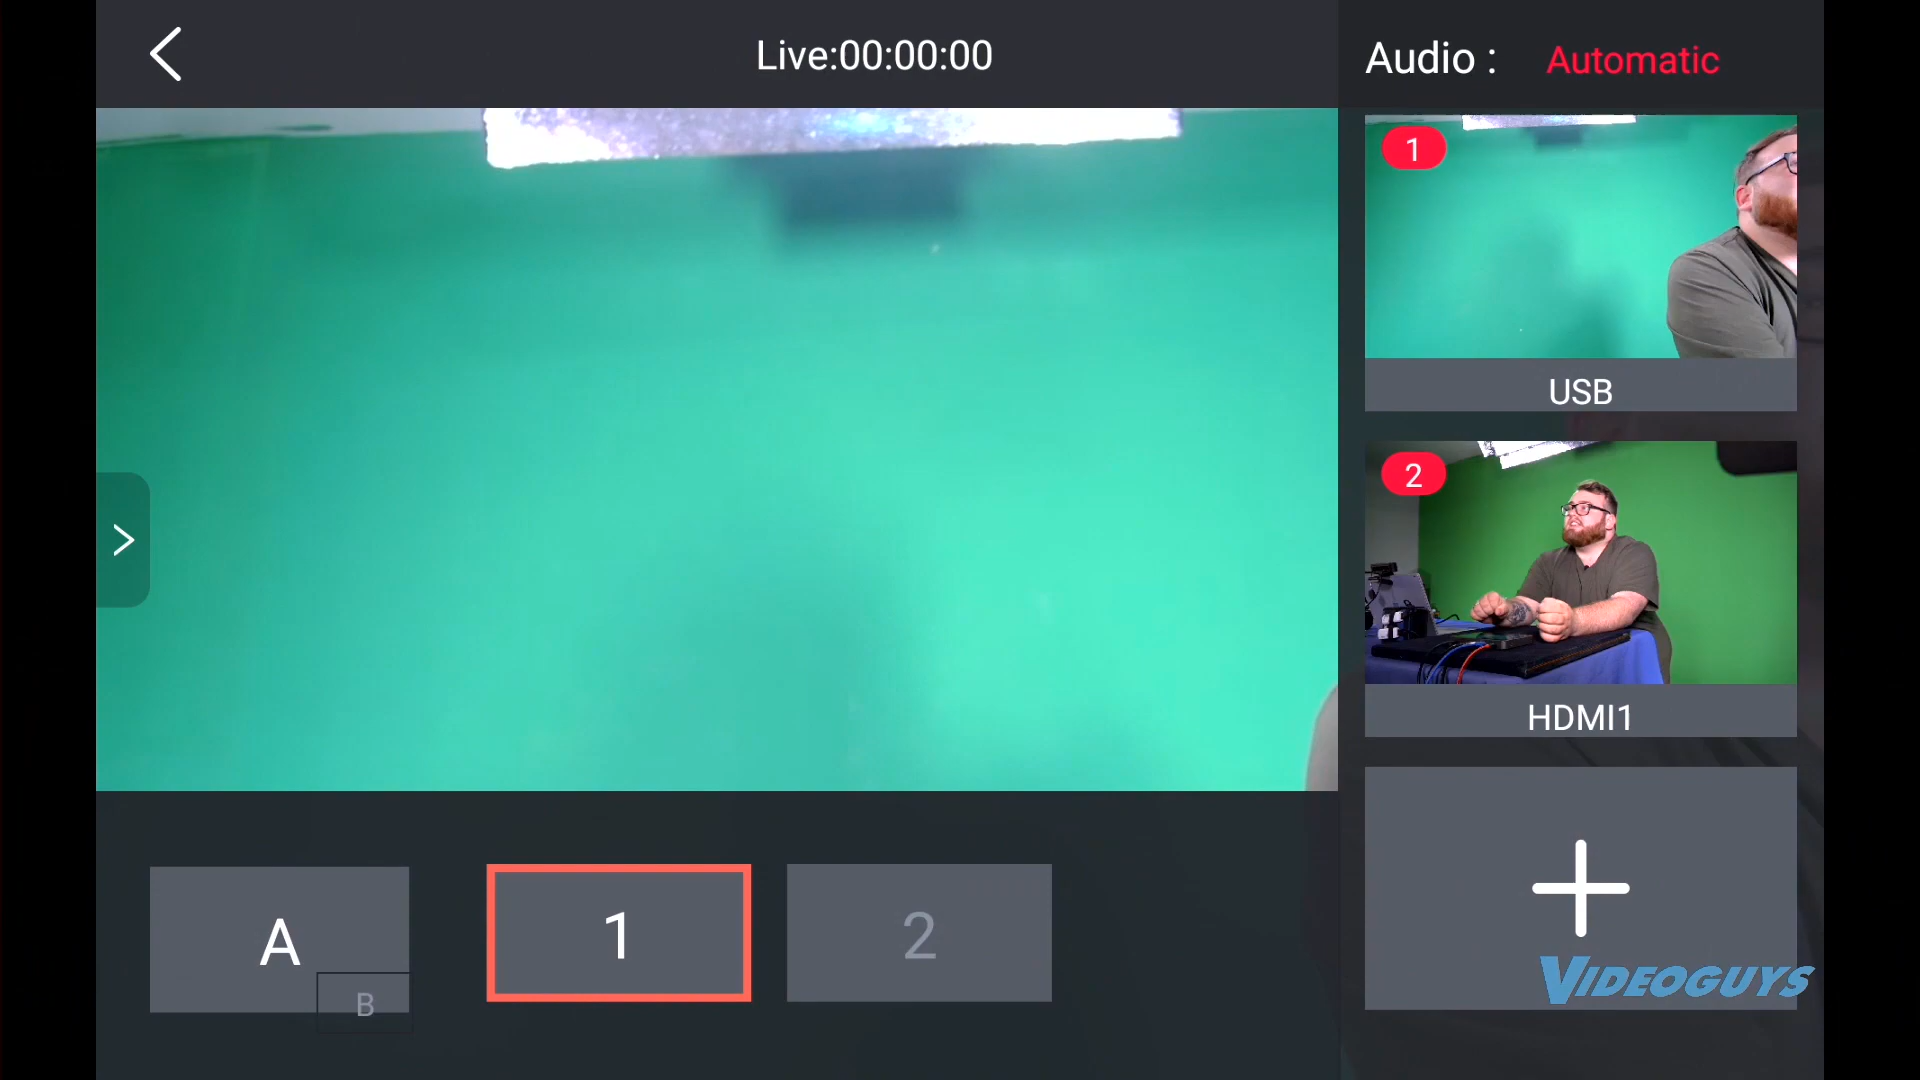 Live:00:00:00
Audio : Automatic
1
USB
2
HDMI1
A
B
1
2
VIDEOGUYS